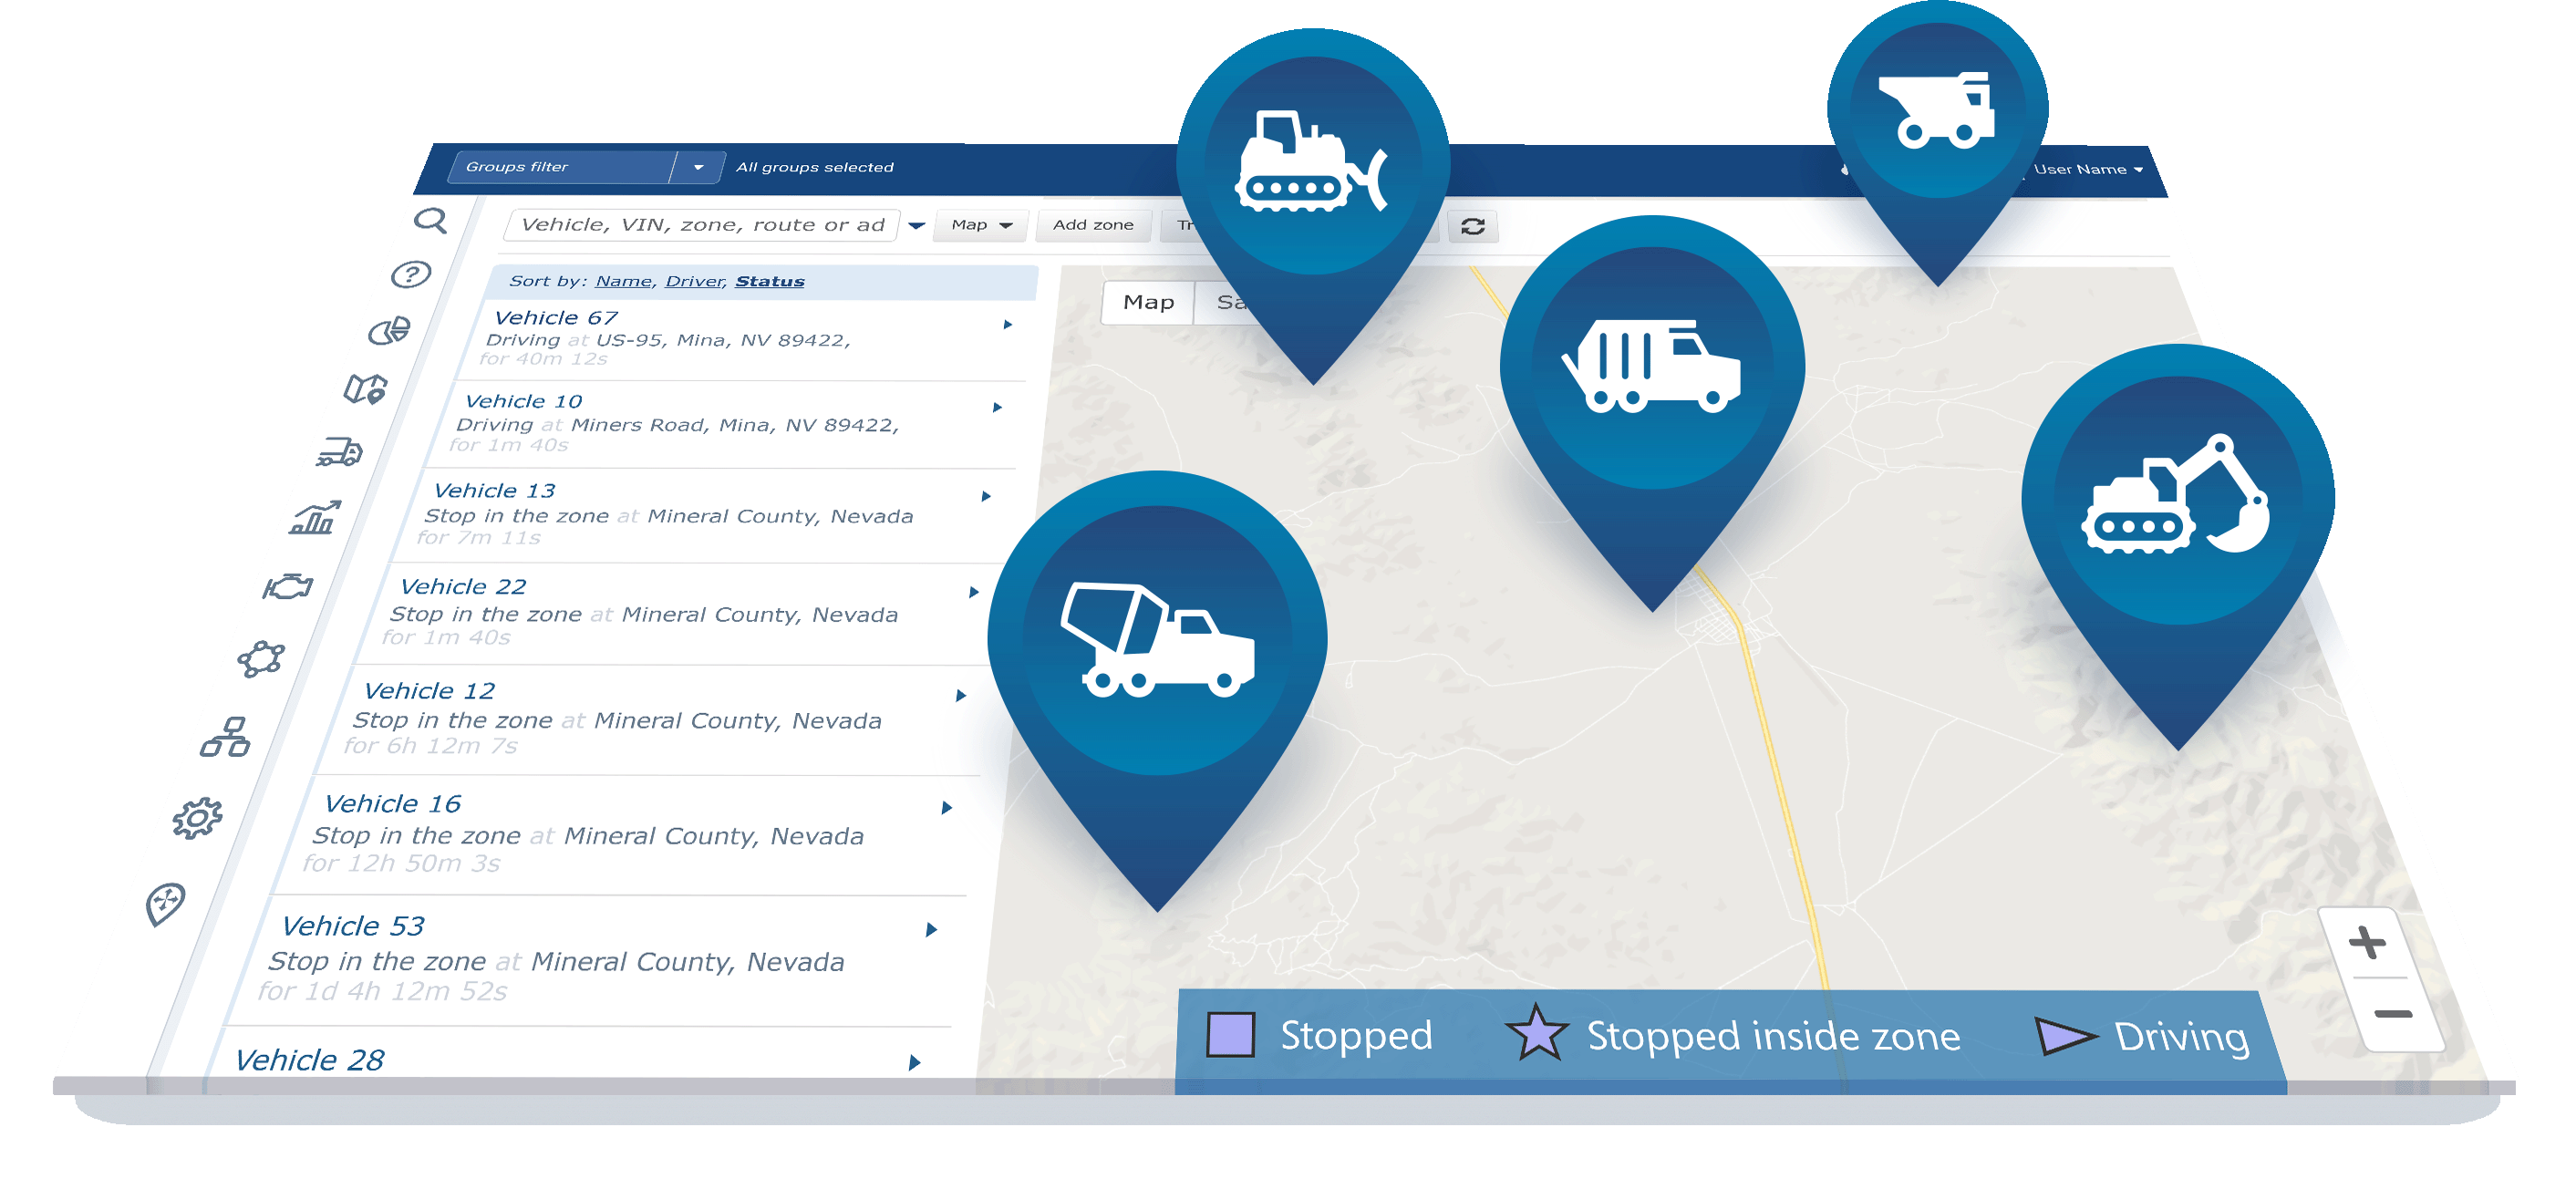 Groups filter
All groups selected
User Name
Vehicle, VIN, zone, route or ad
Map
Add zone
Sort by: Name, Driver, Status
Map
Vehicle 67
Driving at US-95, Mina, NV 89422,
for 40m 12s
Vehicle 10
Driving at Miners Road, Mina, NV 89422,
for 1m 40s
Vehicle 13
Stop in the zone at Mineral County, Nevada
for 7m 11s
Vehicle 22
Stop in the zone at Mineral County, Nevada
for 1m 40s
Vehicle 12
Stop in the zone at Mineral County, Nevada
for 6h 12m 7s
Vehicle 16
Stop in the zone at Mineral County, Nevada
for 12h 50m 3s
Vehicle 53
Stop in the zone at Mineral County, Nevada
for 1d 4h 12m 52s
Vehicle 28
Stopped
Stopped inside zone
Driving